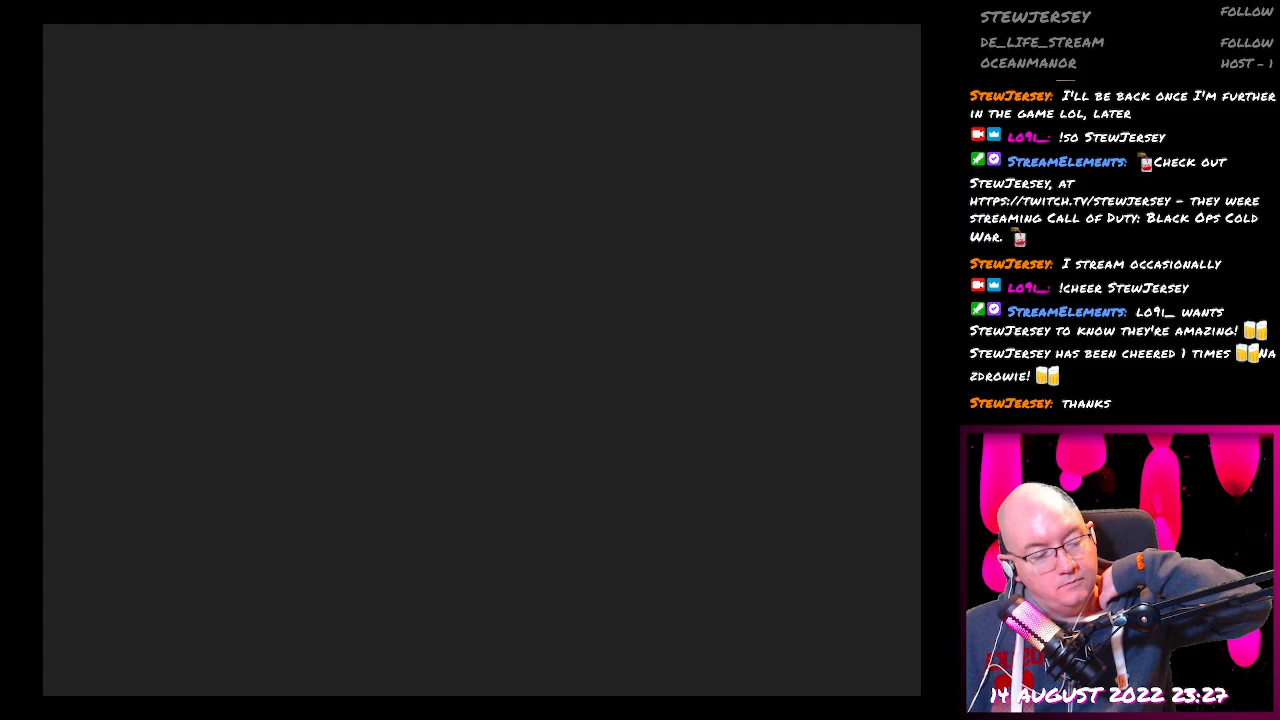 STEWJERSEY FOLLOW
DE_LIFE_STREAM FOLLOW
OCEANMANOR HOST - 1
STEWJERSEY: I'LL BE BACK ONCE I'M FURTHER
IN THE GAME LOL, LATER
LO9I_: !SO STEWJERSEY
STREAMELEMENTS: CHECK OUT
STEWJERSEY, AT
HTTPS://TWITCH.TV/STEWJERSEY - THEY WERE
STREAMING CALL OF DUTY: BLACK OPS COLD
WAR.
STEWJERSEY: I STREAM OCCASIONALLY
LO9I_: !CHEER STEWJERSEY
STREAMELEMENTS: LO9I_ WANTS
STEWJERSEY TO KNOW THEY'RE AMAZING!
STEWJERSEY HAS BEEN CHEERED 1 TIMES NA
ZDROWIE!
STEWJERSEY: THANKS
14 AUGUST 2022 23:27